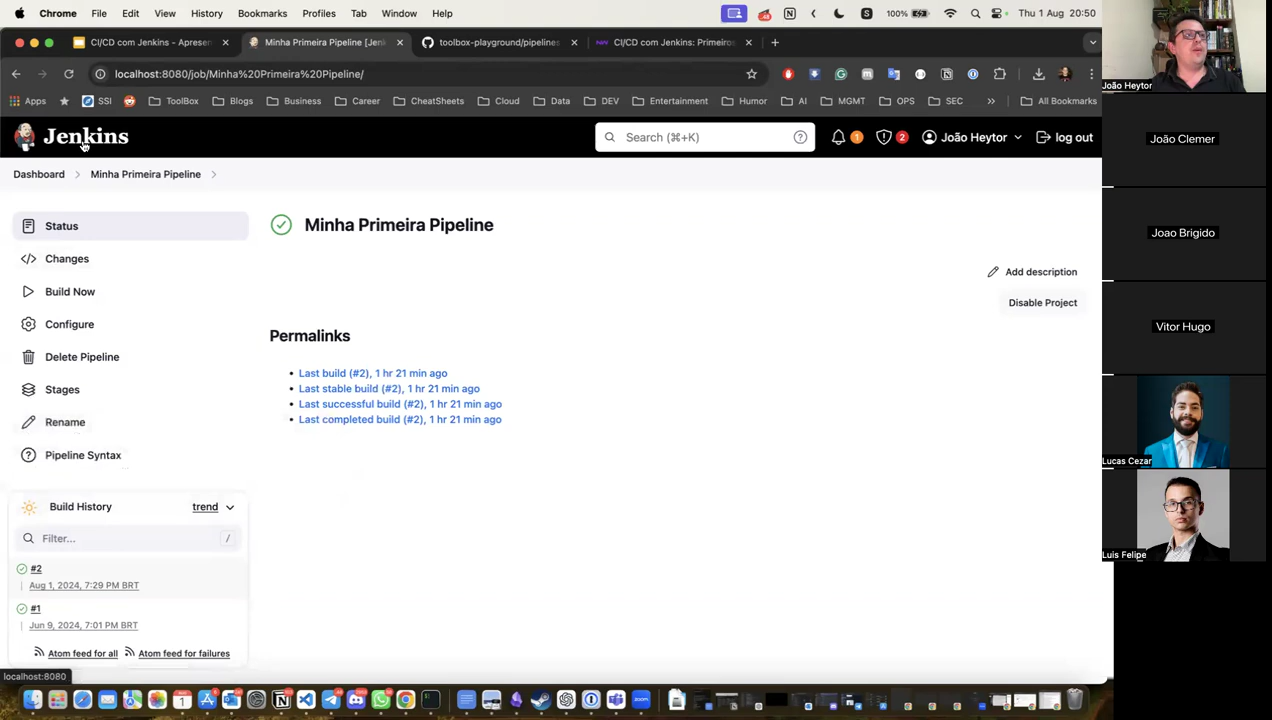 Chrome File Edit View History Bookmarks Profiles Tab Window Help 100% Thu 1 Aug 20:50
CI/CD com Jenkins - Apresen
Minha Primeira Pipeline [Jenk
toolbox-playground/pipelines
CI/CD com Jenkins: Primeiros
localhost:8080/job/Minha%20Primeira%20Pipeline/
Apps SSI ToolBox Blogs Business Career CheatSheets Cloud Data DEV Entertainment Humor AI MGMT OPS SEC » All Bookmarks
Jenkins
Search (⌘+K)
1
2
João Heytor
log out
Dashboard
Minha Primeira Pipeline
Status
Changes
Build Now
Configure
Delete Pipeline
Stages
Rename
Pipeline Syntax
Minha Primeira Pipeline
Add description
Disable Project
Permalinks
Last build (#2), 1 hr 21 min ago
Last stable build (#2), 1 hr 21 min ago
Last successful build (#2), 1 hr 21 min ago
Last completed build (#2), 1 hr 21 min ago
Build History
trend
Filter...
/
#2
Aug 1, 2024, 7:29 PM BRT
#1
Jun 9, 2024, 7:01 PM BRT
Atom feed for all
Atom feed for failures
localhost:8080
João Heytor
João Clemer
Joao Brigido
Vitor Hugo
Lucas Cezar
Luis Felipe